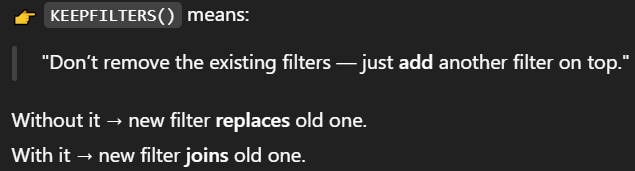 👉 KEEPFILTERS() means:
"Don't remove the existing filters — just add another filter on top."
Without it → new filter replaces old one.
With it → new filter joins old one.